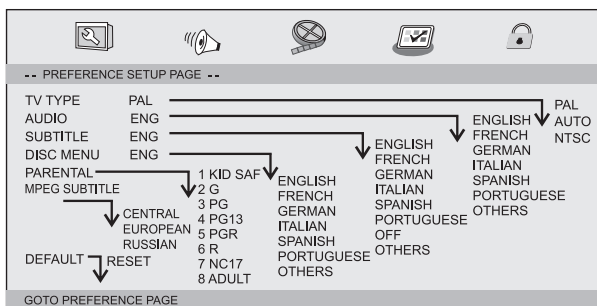 -- PREFERENCE SETUP PAGE --
TV TYPE PAL
AUDIO ENG
SUBTITLE ENG
DISC MENU ENG
PARENTAL
MPEG SUBTITLE
CENTRAL
EUROPEAN
RUSSIAN
DEFAULT RESET
1 KID SAF
2 G
3 PG
4 PG13
5 PGR
6 R
7 NC17
8 ADULT
ENGLISH
FRENCH
GERMAN
ITALIAN
SPANISH
PORTUGUESE
OTHERS
ENGLISH
FRENCH
GERMAN
ITALIAN
SPANISH
PORTUGUESE
OFF
OTHERS
ENGLISH
FRENCH
GERMAN
ITALIAN
SPANISH
PORTUGUESE
OTHERS
PAL
AUTO
NTSC
GOTO PREFERENCE PAGE